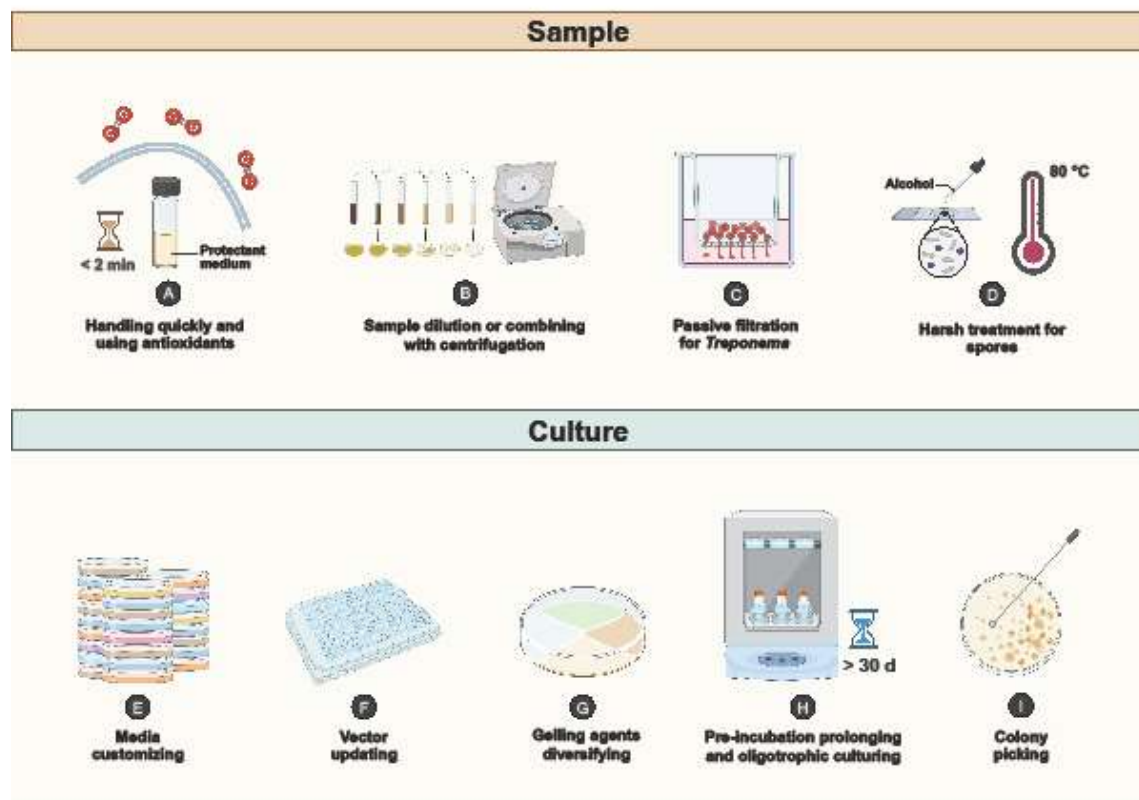 Sample
< 2 min
Protectant
medium
Alcohol
80 °C
A
B
C
D
Handling quickly and
using antioxidants
Sample dilution or combining
with centrifugation
Passive filtration
for Treponema
Harsh treatment for
spores
Culture
> 30 d
E
F
G
H
I
Media
customizing
Vector
updating
Gelling agents
diversifying
Pre-incubation prolonging
and oligotrophic culturing
Colony
picking